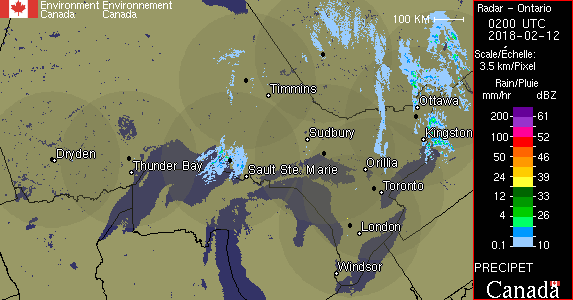 Environment Environnement
Canada Canada
100 KM
Timmins
Ottawa
Sudbury
Kingston
Dryden
Thunder Bay
Sault Ste. Marie
Orillia
Toronto
London
Windsor
Radar - Ontario
0200 UTC
2018-02-12
Scale/Échelle:
3.5 km/Pixel
Rain/Pluie
mm/hr dBZ
200 61
100 56
100 52
50 46
24 39
12 33
4 26
0.1 10
PRECIPET
Canada